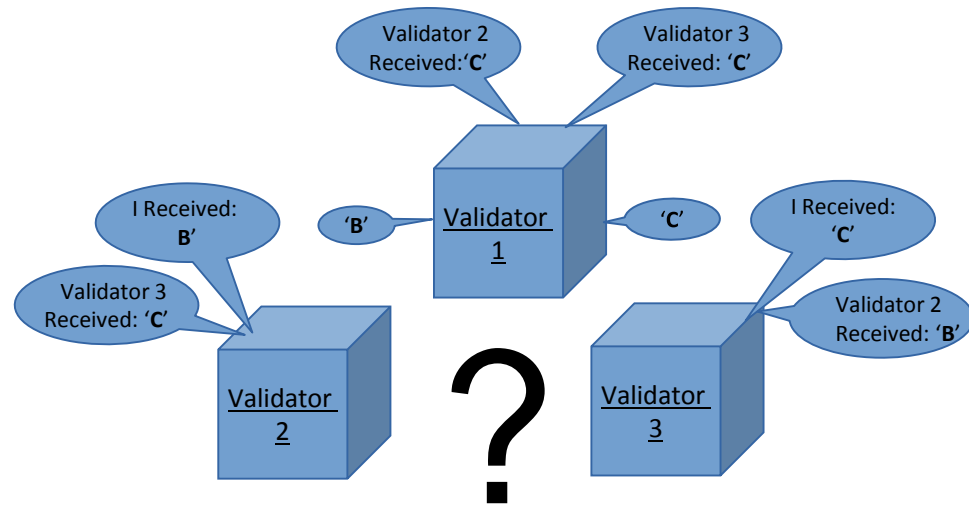 Validator 2
Received:‘C’
Validator 3
Received: ‘C’
‘B’
Validator
1
‘C’
I Received:
B’
Validator 3
Received: ‘C’
Validator
2
I Received:
‘C’
Validator 2
Received: ‘B’
Validator
3
?